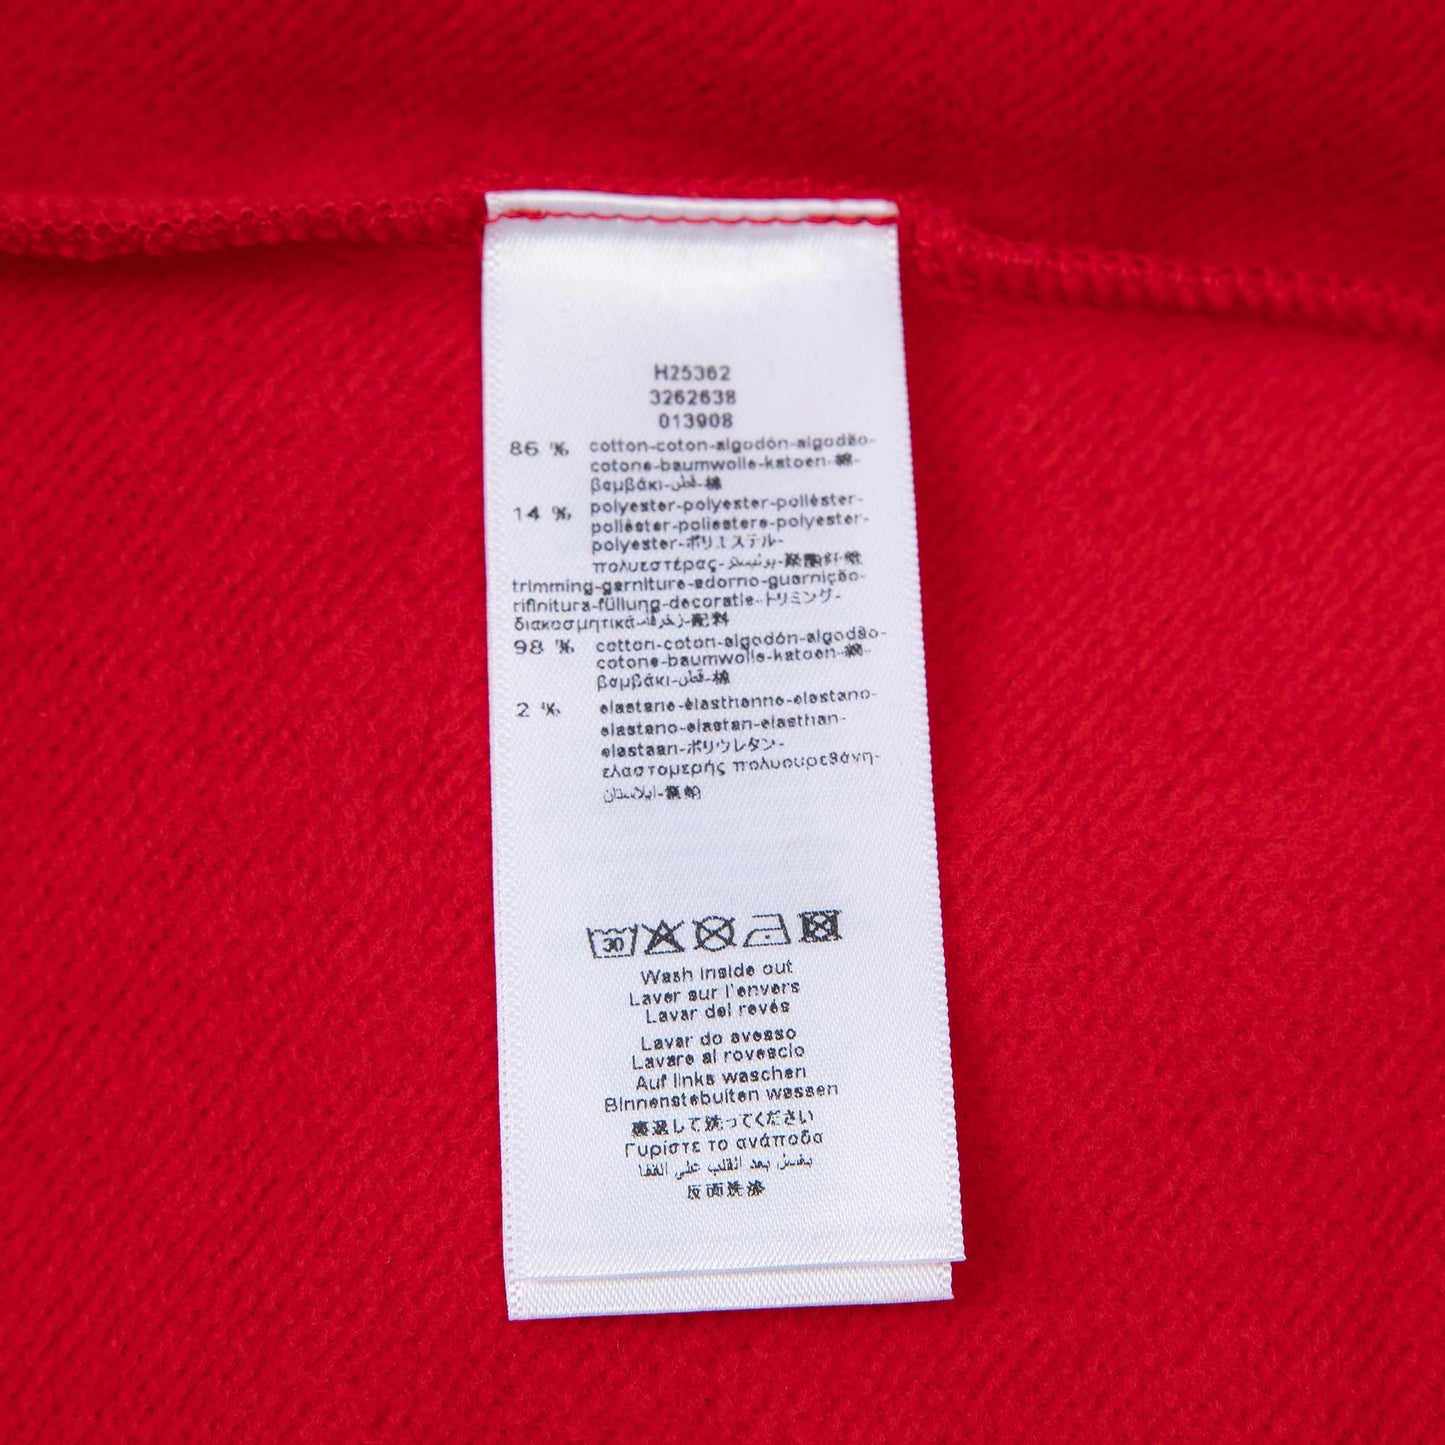 H25362
3262638
013908
86 % cotton-coton-algodón-algodão-
cotone-baumwolle-katoen-綿-
βαμβάκι-قطن-棉
14 % polyester-polyester-poliéster-
poliéster-poliestere-polyester-
polyester-ポリエステル-
πολυεστέρας-بوليستر-聚酯纤维
trimming-garniture-adorno-guarnição-
rifinitura-füllung-decoratie-トリミング-
διακοσμητικά-زخرفة-配料
98 % cotton-coton-algodón-algodão-
cotone-baumwolle-katoen-綿-
βαμβάκι-قطن-棉
2 % elastane-élasthanne-elastano-
elastano-elastan-elasthan-
elastaan-ポリウレタン-
ελαστομερής πολυουρεθάνη-
ايلاستان-氨纶
30
Wash inside out
Laver sur l'envers
Lavar del revés
Lavar do avesso
Lavare al rovescio
Auf links waschen
Binnenstebuiten wassen
裏返して洗ってください
Γυρίστε το ανάποδα
يغسل بعد القلب على القفا
反面洗涤